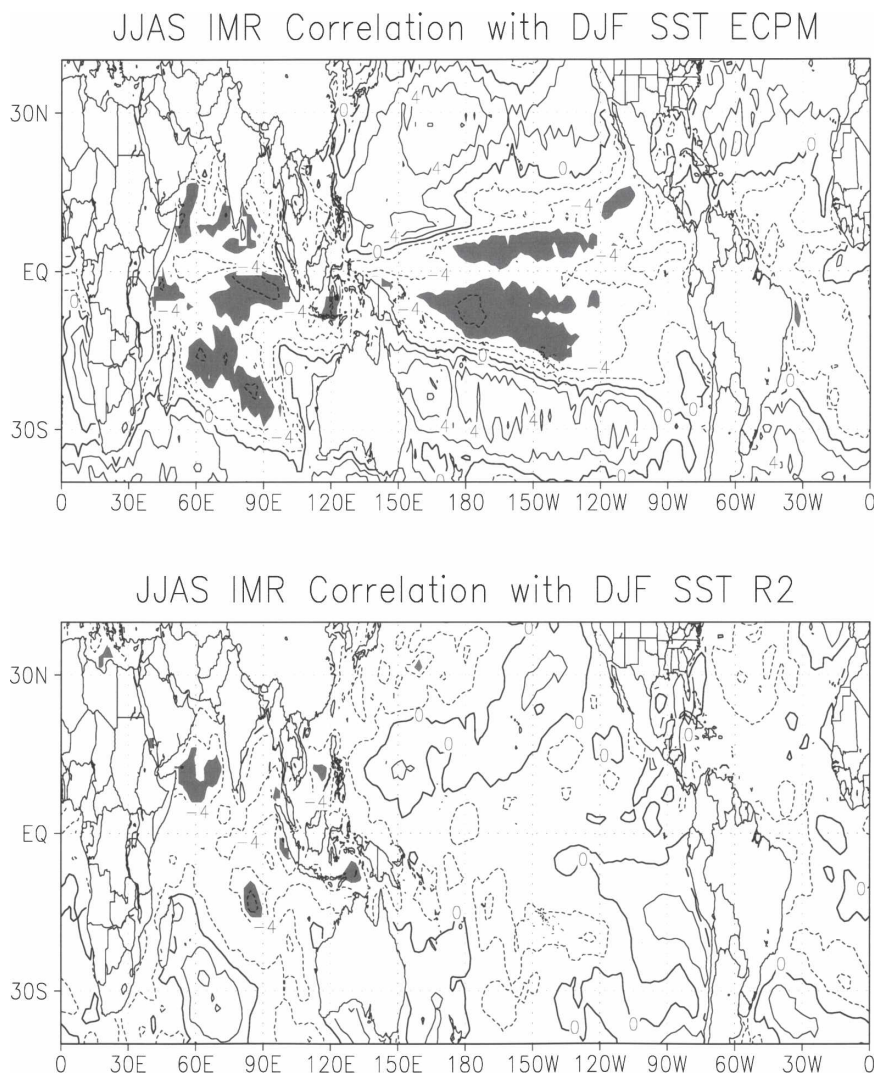 JJAS IMR Correlation with DJF SST ECPM
30N
EQ
30S
0 30E 60E 90E 120E 150E 180 150W 120W 90W 60W 30W 0
JJAS IMR Correlation with DJF SST R2
30N
EQ
30S
0 30E 60E 90E 120E 150E 180 150W 120W 90W 60W 30W 0